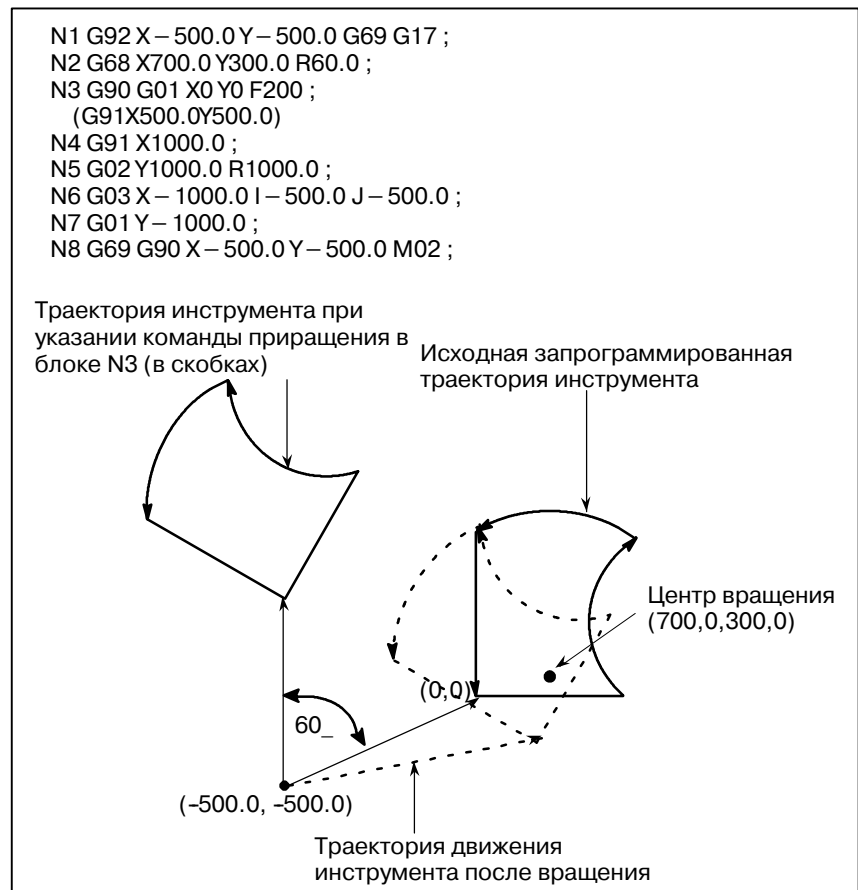 N1 G92 X – 500.0 Y – 500.0 G69 G17 ;
N2 G68 X700.0 Y300.0 R60.0 ;
N3 G90 G01 X0 Y0 F200 ;
(G91X500.0Y500.0)
N4 G91 X1000.0 ;
N5 G02 Y1000.0 R1000.0 ;
N6 G03 X – 1000.0 I – 500.0 J – 500.0 ;
N7 G01 Y – 1000.0 ;
N8 G69 G90 X – 500.0 Y – 500.0 M02 ;
Траектория инструмента при
указании команды приращения в
блоке N3 (в скобках)
Исходная запрограммированная
траектория инструмента
Центр вращения
(700,0,300,0)
(0,0)
60_
(-500.0, -500.0)
Траектория движения
инструмента после вращения